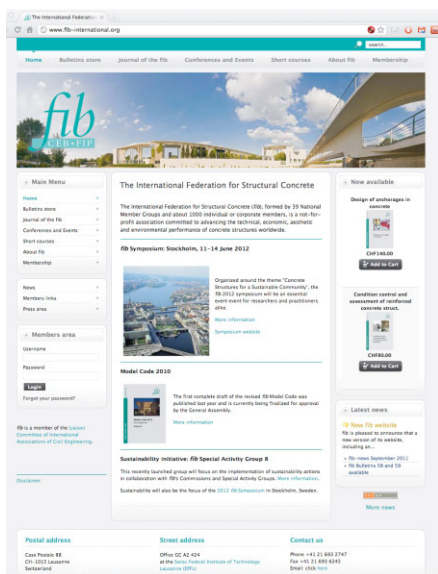 The International Federation
www.fib-international.org
search...
Home Bulletins store Journal of the fib Conferences and Events Short courses About fib Membership
fib
CEB-FIP
Main Menu
Home
Bulletins store
Journal of the fib
Conferences and Events
Short courses
About fib
Membership
News
Members links
Press area
Members area
Username
Password
Login
Forgot your password?
fib is a member of the Liaison
Committee of International
Associations of Civil Engineering.
Disclaimer
The International Federation for Structural Concrete
The International Federation for Structural Concrete (fib), formed by 39 National
Member Groups and about 1000 individual or corporate members, is a not-for-
profit association committed to advancing the technical, economic, aesthetic
and environmental performance of concrete structures worldwide.
fib Symposium: Stockholm, 11-14 June 2012
Organized around the theme "Concrete
Structures for a Sustainable Community", the
fib 2012 symposium will be an essential
event event for researchers and practitioners
alike.
More information
Symposium website
Model Code 2010
The first complete draft of the revised fib Model Code was
published last year and is currently being finalized for approval
by the General Assembly.
More information
Sustainability initiative: fib Special Activity Group 8
This recently launched group will focus on the implementation of sustainability actions
in collaboration with fib's Commissions and Special Activity Groups. More information.
Sustainability will also be the focus of the 2012 fib Symposium in Stockholm, Sweden.
Now available
Design of anchorages in
concrete
CHF140.00
Add to Cart
Condition control and
assessment of reinforced
concrete struct.
CHF80.00
Add to Cart
Latest news
New fib website
fib is pleased to announce that a
new version of its website,
including an...
fib-news September 2011
fib Bulletins 58 and 59
available
More news
Postal address
Case Postale 88
CH-1015 Lausanne
Switzerland
Street address
Office GC A2 424
at the Swiss Federal Institute of Technology
Lausanne (EPFL)
Contact us
Phone +41 21 693 2747
Fax +41 21 693 6245
Email click here